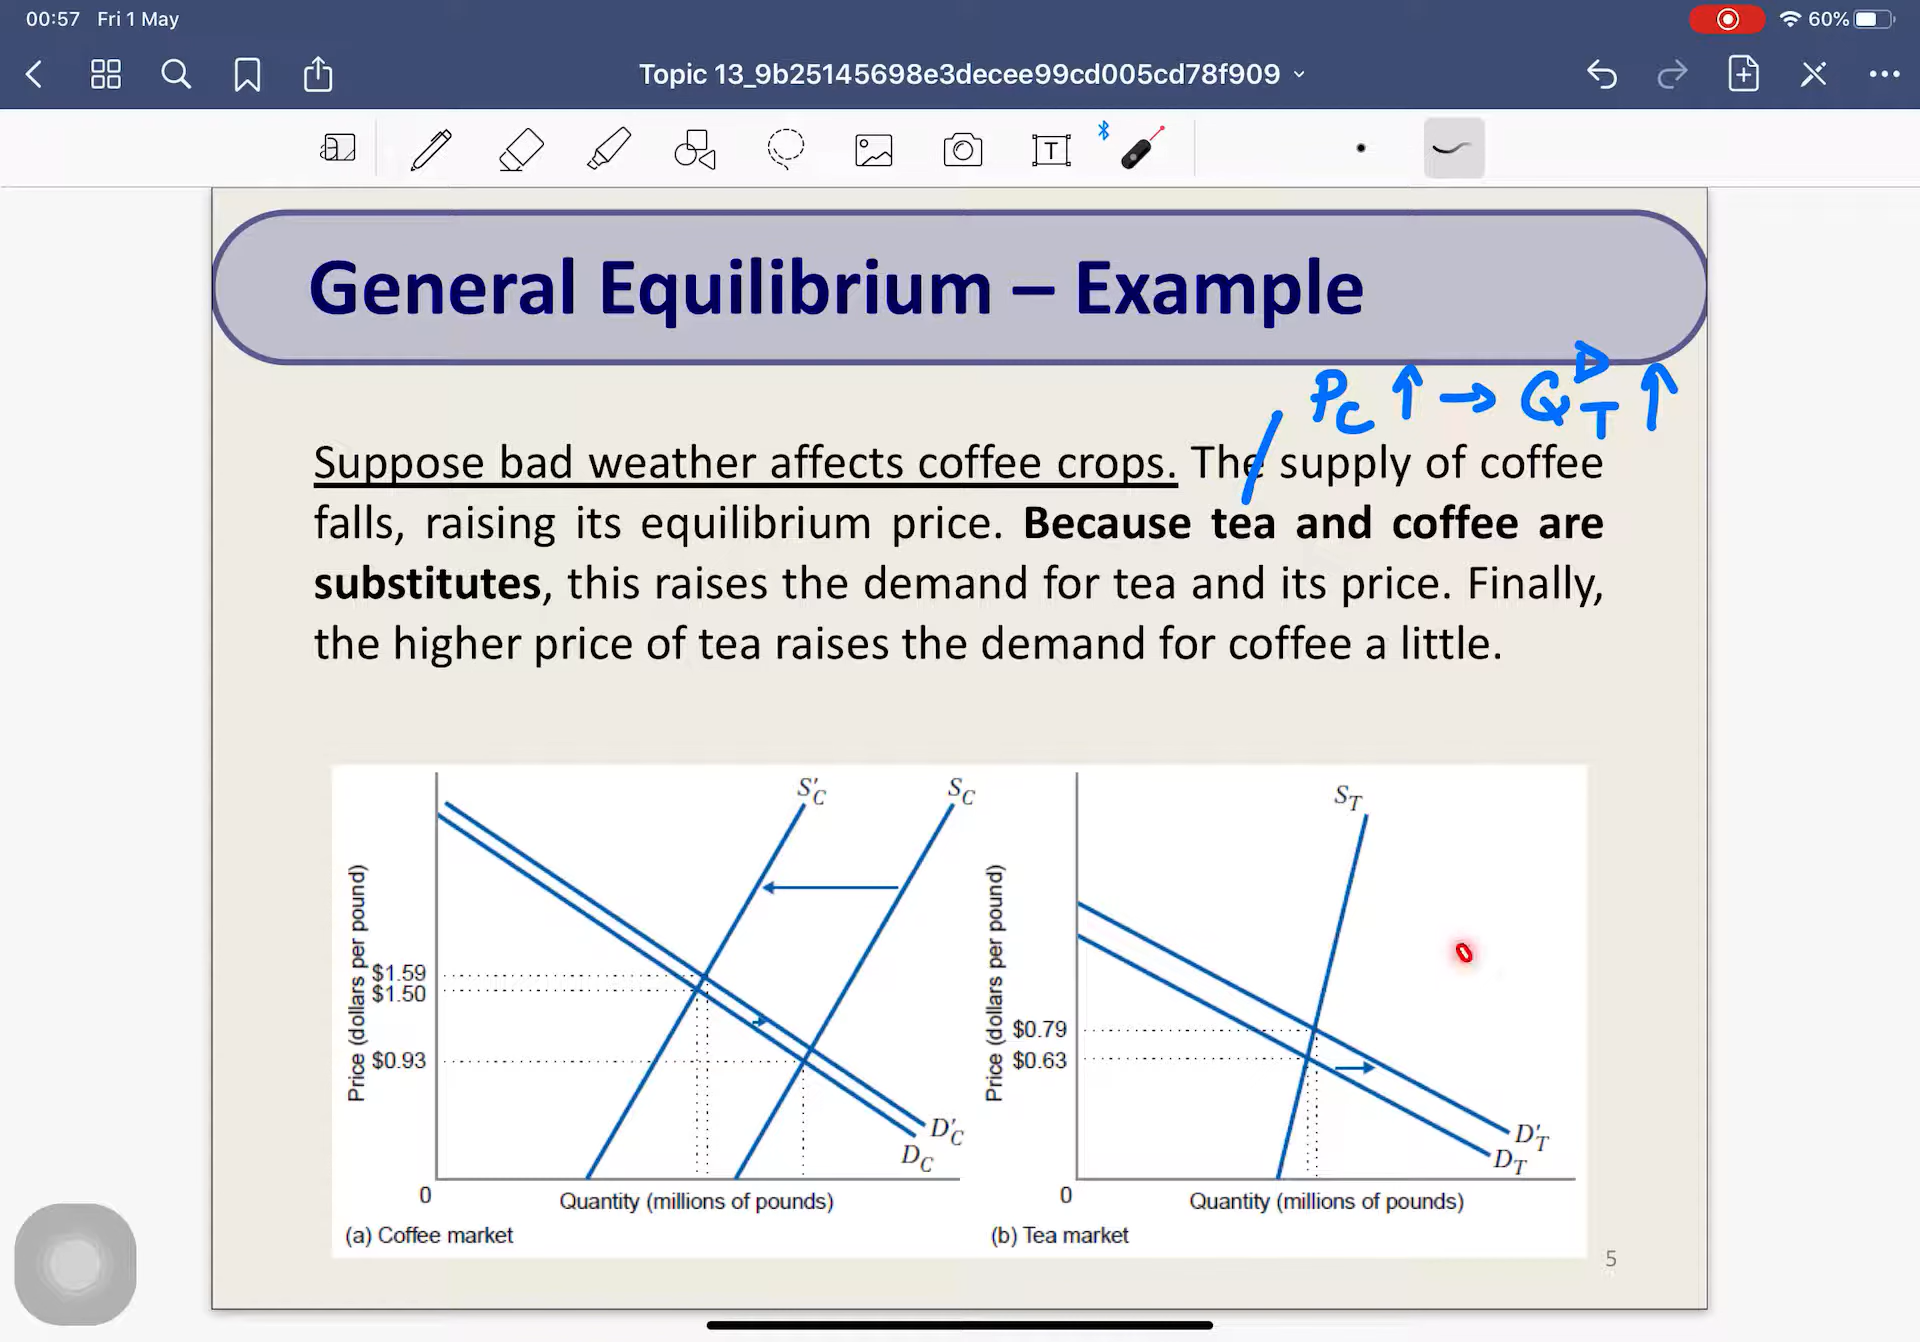 00:57 Fri 1 May
60%
Topic 13_9b25145698e3decee99cd005cd78f909
General Equilibrium – Example
P_C ↑ → Q^D_T ↑
Suppose bad weather affects coffee crops. The supply of coffee
falls, raising its equilibrium price. Because tea and coffee are
substitutes, this raises the demand for tea and its price. Finally,
the higher price of tea raises the demand for coffee a little.
S'C
SC
Price (dollars per pound)
$1.59
$1.50
$0.93
D'C
DC
0
Quantity (millions of pounds)
(a) Coffee market
ST
Price (dollars per pound)
$0.79
$0.63
D'T
DT
0
Quantity (millions of pounds)
(b) Tea market
5